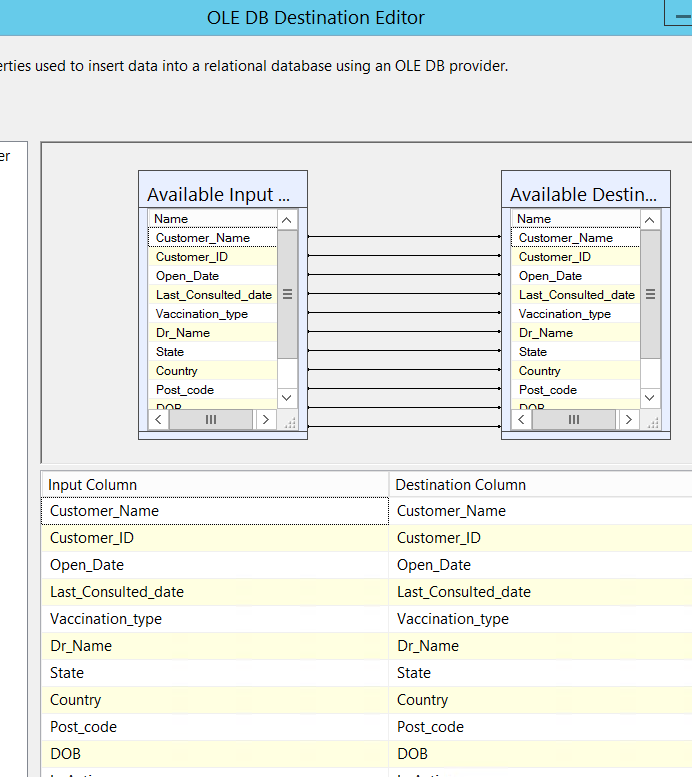 OLE DB Destination Editor
erties used to insert data into a relational database using an OLE DB provider.
er
Available Input ...
Name
Customer_Name
Customer_ID
Open_Date
Last_Consulted_date
Vaccination_type
Dr_Name
State
Country
Post_code
DOB
Available Destin...
Name
Customer_Name
Customer_ID
Open_Date
Last_Consulted_date
Vaccination_type
Dr_Name
State
Country
Post_code
DOB
Input Column Destination Column
Customer_Name Customer_Name
Customer_ID Customer_ID
Open_Date Open_Date
Last_Consulted_date Last_Consulted_date
Vaccination_type Vaccination_type
Dr_Name Dr_Name
State State
Country Country
Post_code Post_code
DOB DOB